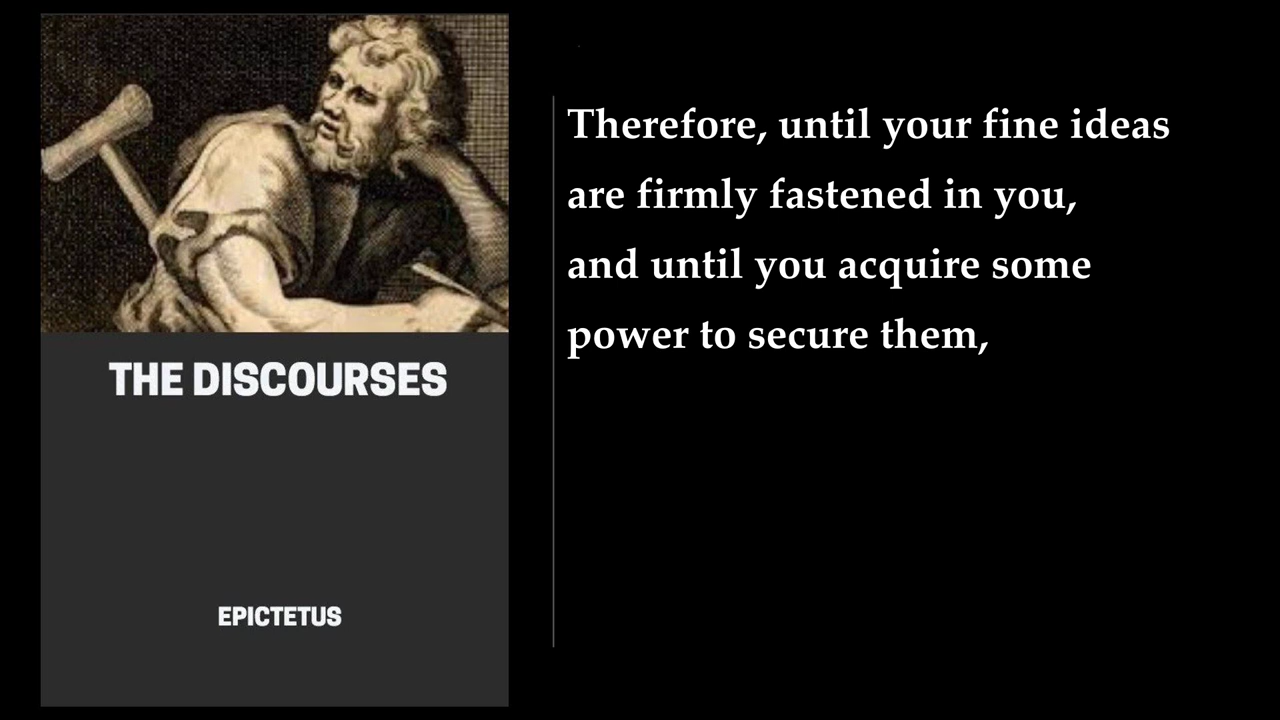 THE DISCOURSES
EPICTETUS
Therefore, until your fine ideas
are firmly fastened in you,
and until you acquire some
power to secure them,